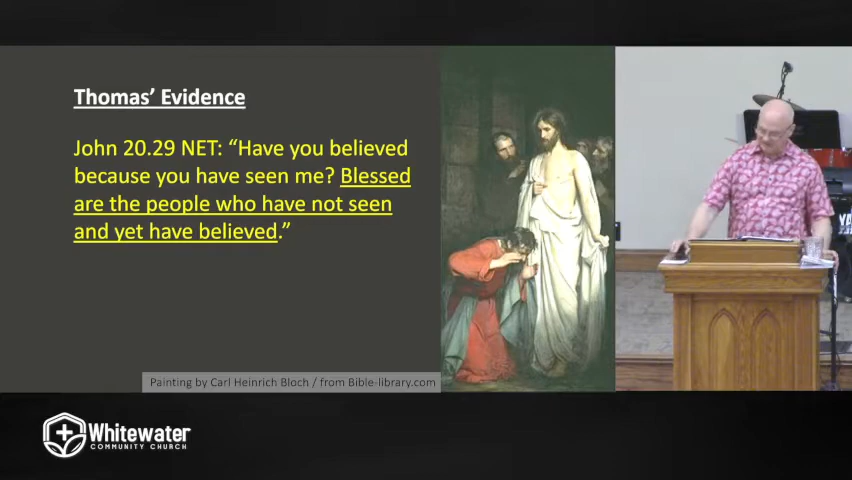 Thomas’ Evidence
John 20.29 NET: “Have you believed
because you have seen me? Blessed
are the people who have not seen
and yet have believed.”
Painting by Carl Heinrich Bloch / from Bible-library.com
Whitewater
COMMUNITY CHURCH